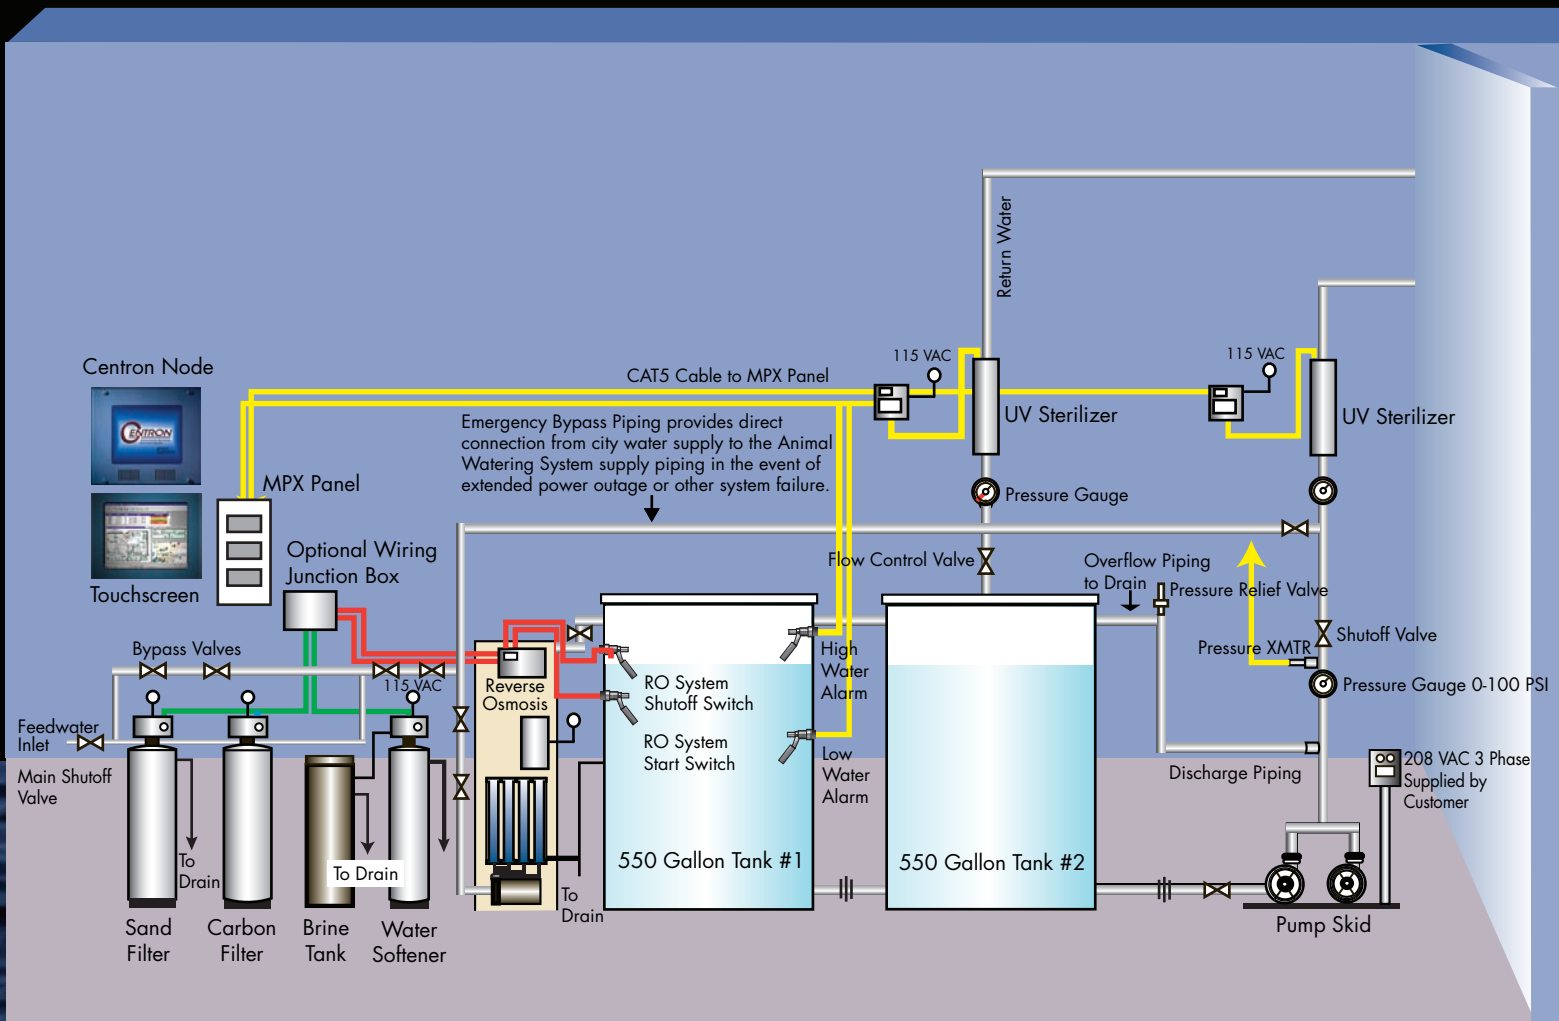 Return Water
115 VAC
115 VAC
Centron Node
CENTRON
CAT5 Cable to MPX Panel
UV Sterilizer
UV Sterilizer
Emergency Bypass Piping provides direct
connection from city water supply to the Animal
Watering System supply piping in the event of
extended power outage or other system failure.
MPX Panel
Pressure Gauge
Optional Wiring
Junction Box
Touchscreen
Flow Control Valve
Overflow Piping
to Drain
Pressure Relief Valve
Bypass Valves
Shutoff Valve
Pressure XMTR
High
Water
Alarm
115 VAC
Reverse
Osmosis
RO System
Shutoff Switch
Pressure Gauge 0-100 PSI
Feedwater
Inlet
RO System
Start Switch
Low
Water
Alarm
Main Shutoff
Valve
Discharge Piping
208 VAC 3 Phase
Supplied by
Customer
To
Drain
To Drain
550 Gallon Tank #1
550 Gallon Tank #2
To
Drain
Sand
Filter
Carbon
Filter
Brine
Tank
Water
Softener
Pump Skid